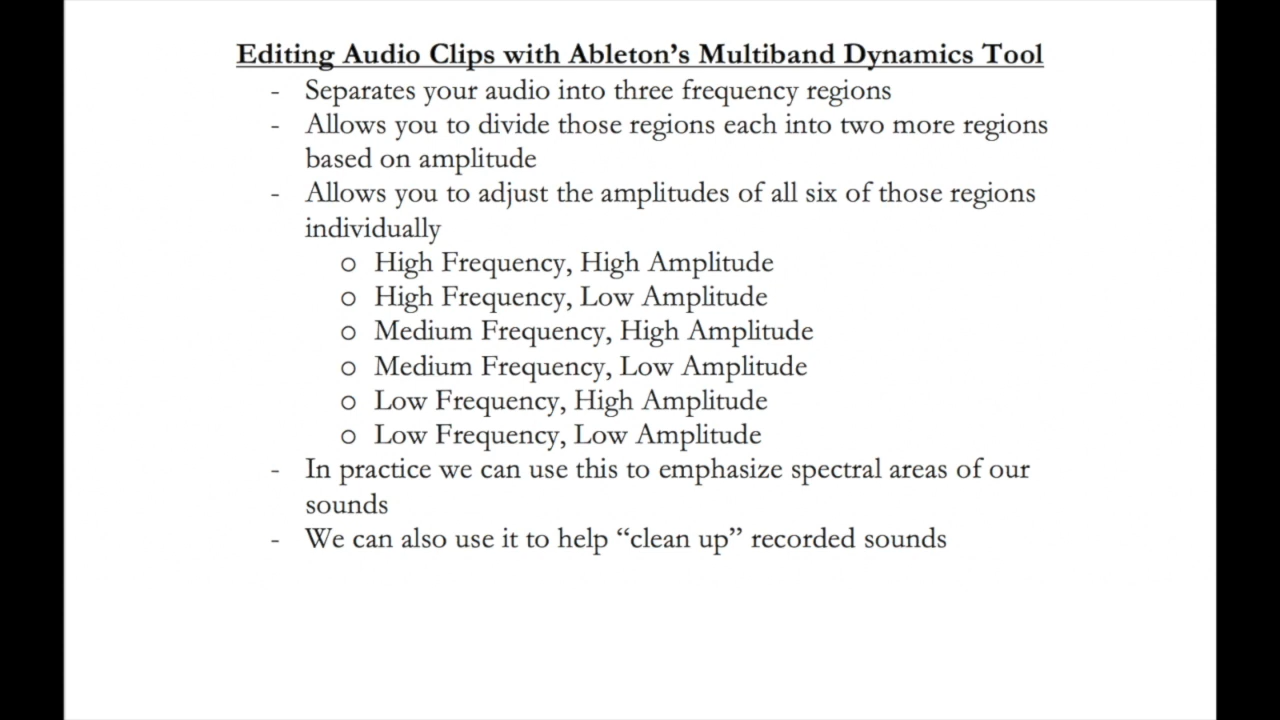 Editing Audio Clips with Ableton’s Multiband Dynamics Tool
- Separates your audio into three frequency regions
- Allows you to divide those regions each into two more regions
based on amplitude
- Allows you to adjust the amplitudes of all six of those regions
individually
o High Frequency, High Amplitude
o High Frequency, Low Amplitude
o Medium Frequency, High Amplitude
o Medium Frequency, Low Amplitude
o Low Frequency, High Amplitude
o Low Frequency, Low Amplitude
- In practice we can use this to emphasize spectral areas of our
sounds
- We can also use it to help “clean up” recorded sounds